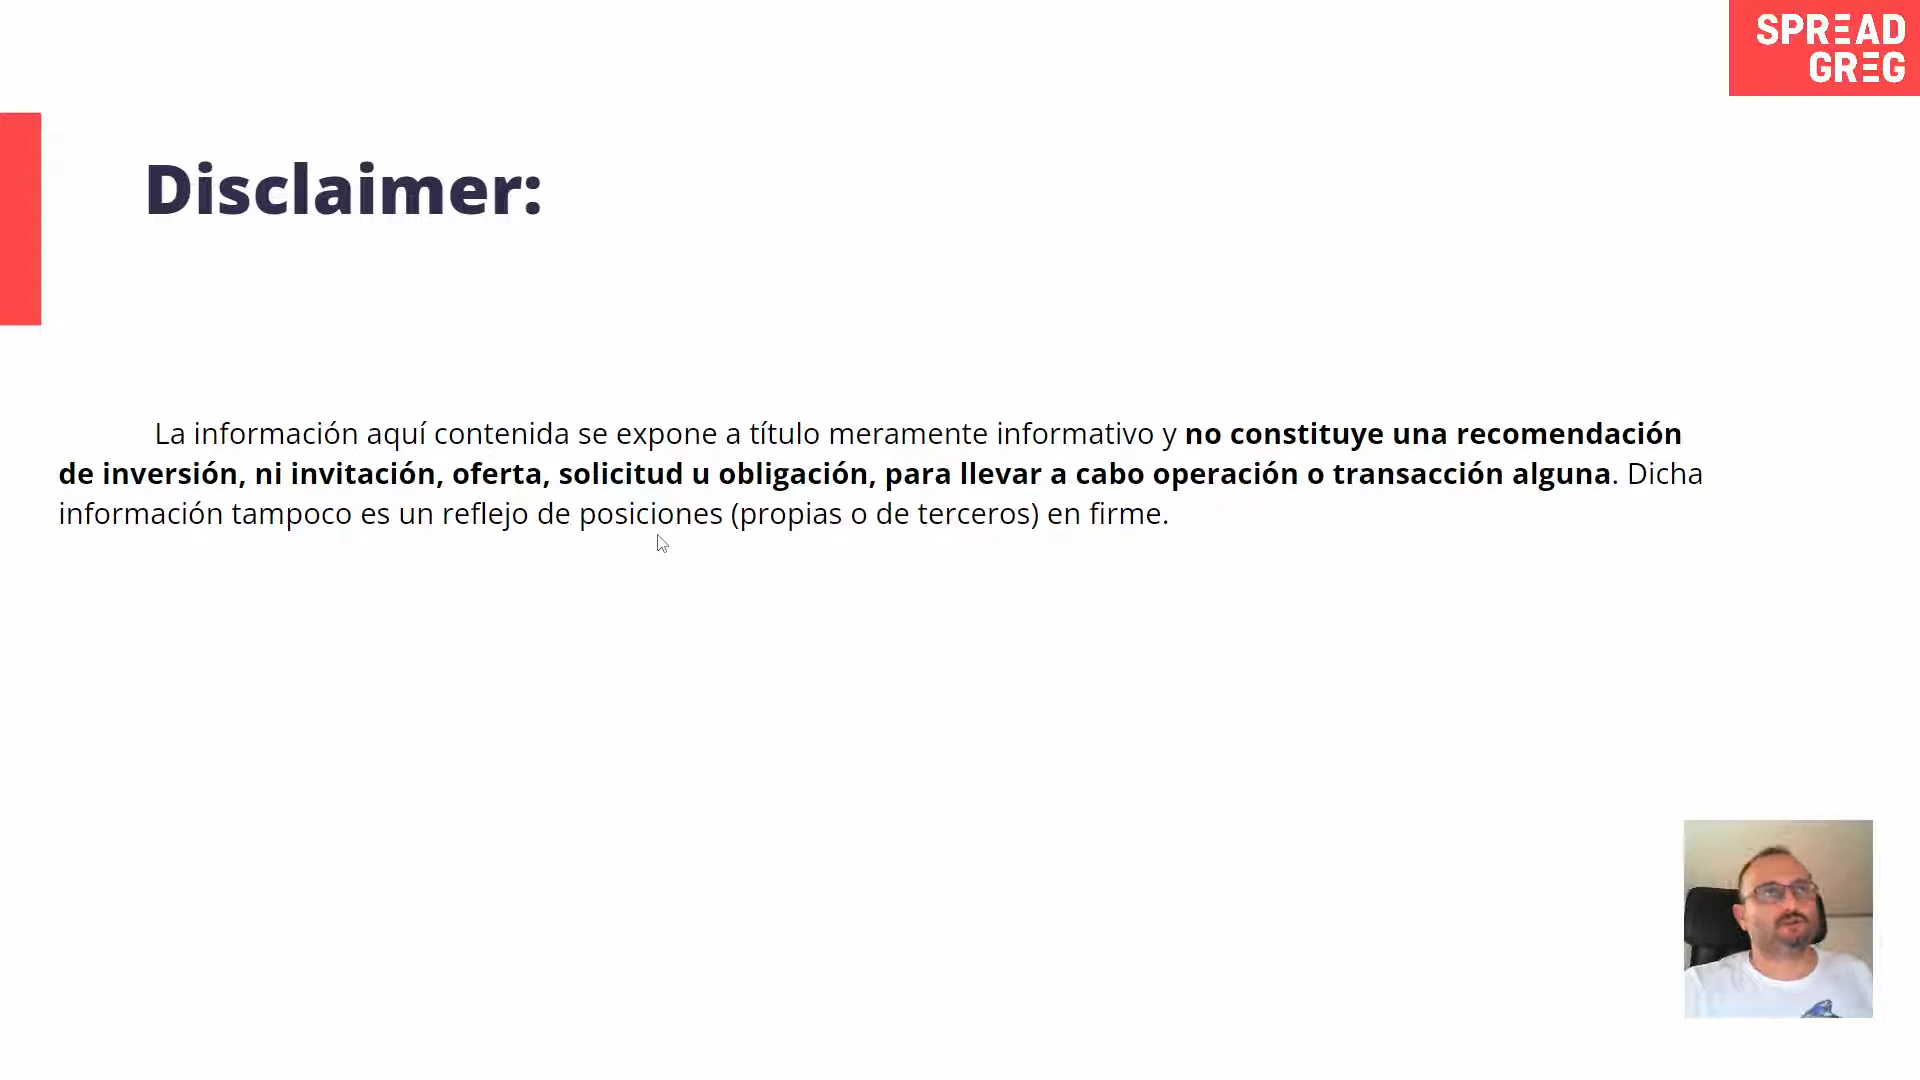 SPREAD
GREG
Disclaimer:
La información aquí contenida se expone a título meramente informativo y no constituye una recomendación
de inversión, ni invitación, oferta, solicitud u obligación, para llevar a cabo operación o transacción alguna. Dicha
información tampoco es un reflejo de posiciones (propias o de terceros) en firme.